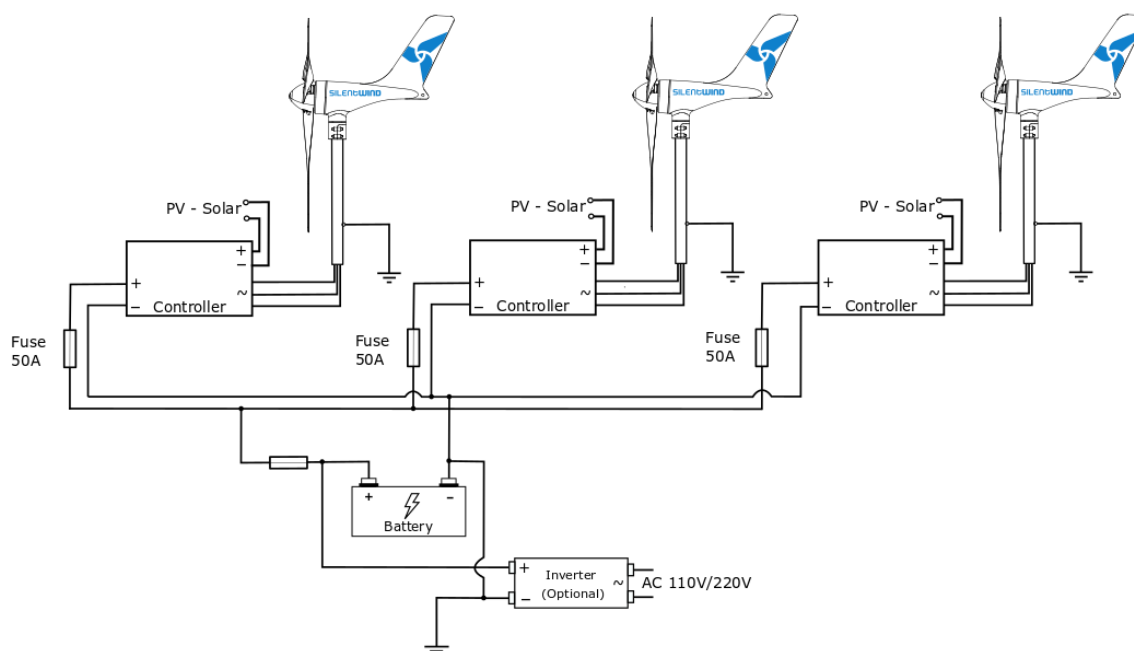 SILENTWIND
SILENTWIND
SILENTWIND
PV - Solar
PV - Solar
PV - Solar
+
−
+
−
~
Controller
+
−
+
−
~
Controller
+
−
+
−
~
Controller
Fuse
50A
Fuse
50A
Fuse
50A
+ −
Battery
+
−
Inverter
(Optional)
~
AC 110V/220V